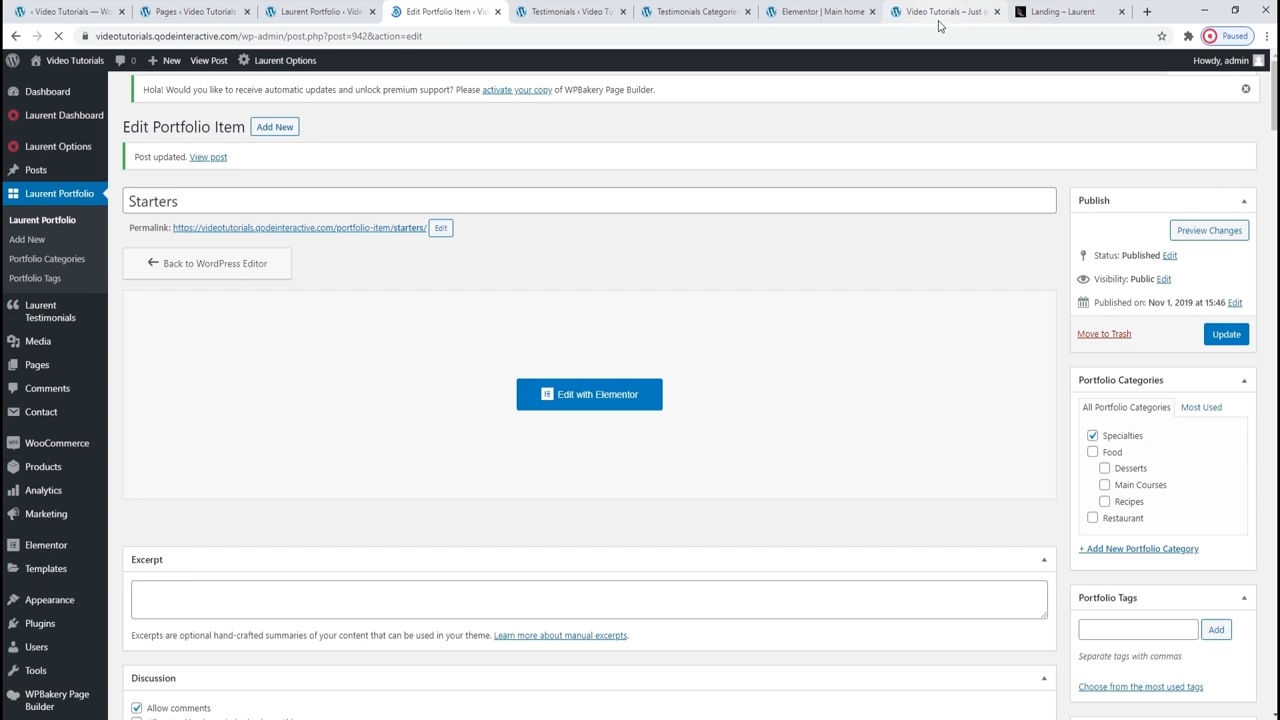 ‹ Video Tutorials — Wo
Pages ‹ Video Tutorials
Laurent Portfolio ‹ Vide
Edit Portfolio Item ‹ Vid
Testimonials ‹ Video Tu
Testimonials Categorie
Elementor | Main home
Video Tutorials – Just a
Landing – Laurent
videotutorials.qodeinteractive.com/wp-admin/post.php?post=942&action=edit
Paused
Video Tutorials
0
New
View Post
Laurent Options
Howdy, admin
Hola! Would you like to receive automatic updates and unlock premium support? Please activate your copy of WPBakery Page Builder.
Edit Portfolio Item
Add New
Post updated. View post
Starters
Permalink: https://videotutorials.qodeinteractive.com/portfolio-item/starters/ Edit
Back to WordPress Editor
Edit with Elementor
Excerpt
Excerpts are optional hand-crafted summaries of your content that can be used in your theme. Learn more about manual excerpts.
Discussion
Allow comments
Dashboard
Laurent Dashboard
Laurent Options
Posts
Laurent Portfolio
Laurent Portfolio
Add New
Portfolio Categories
Portfolio Tags
Laurent
Testimonials
Media
Pages
Comments
Contact
WooCommerce
Products
Analytics
Marketing
Elementor
Templates
Appearance
Plugins
Users
Tools
WPBakery Page
Builder
Publish
Preview Changes
Status: Published Edit
Visibility: Public Edit
Published on: Nov 1, 2019 at 15:46 Edit
Move to Trash
Update
Portfolio Categories
All Portfolio Categories
Most Used
Specialties
Food
Desserts
Main Courses
Recipes
Restaurant
+ Add New Portfolio Category
Portfolio Tags
Add
Separate tags with commas
Choose from the most used tags